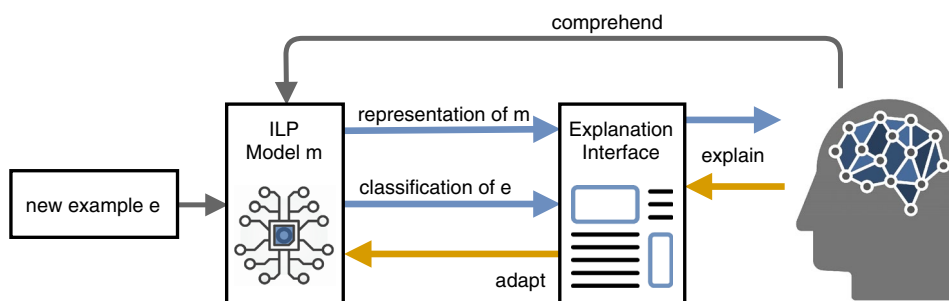 comprehend
ILP
Model m
representation of m
Explanation
Interface
explain
new example e
classification of e
adapt